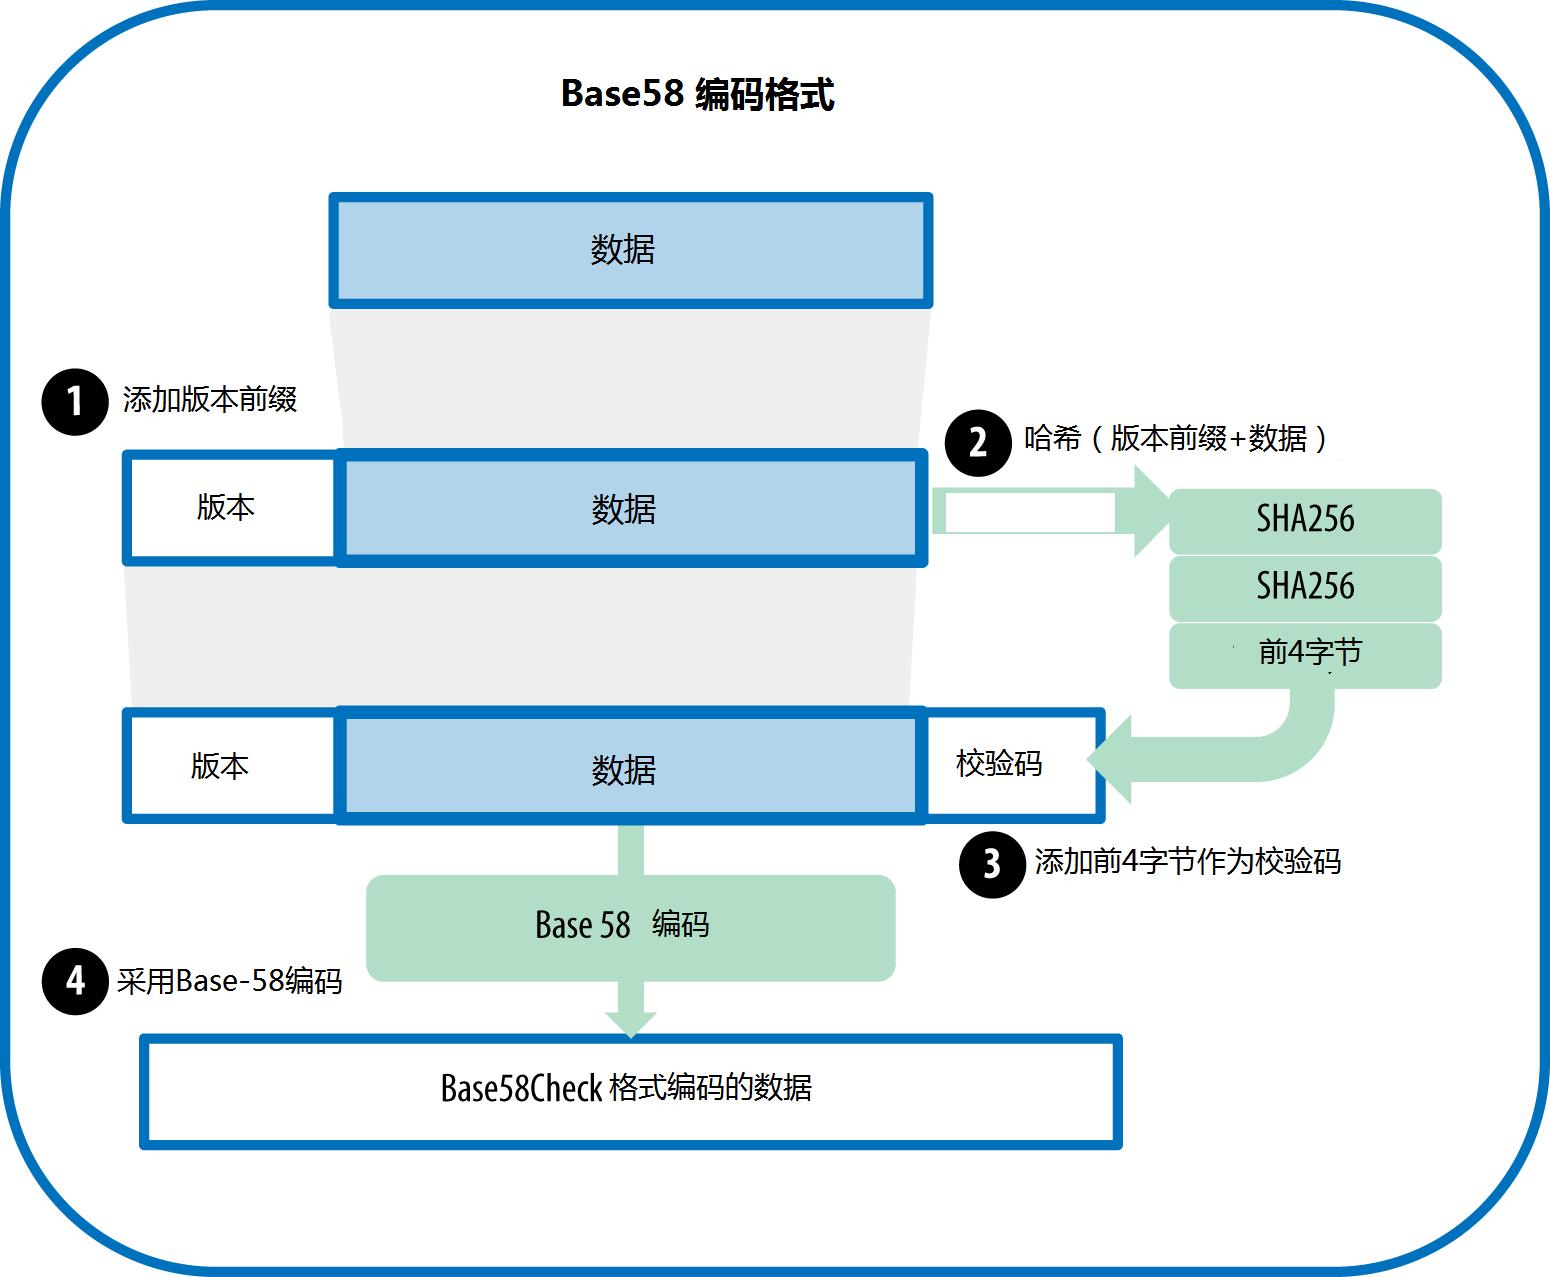 Base58 编码格式
数据
1 添加版本前缀
2 哈希（版本前缀+数据）
版本
数据
SHA256
SHA256
前4字节
版本
数据
校验码
3 添加前4字节作为校验码
Base 58 编码
4 采用Base-58编码
Base58Check 格式编码的数据